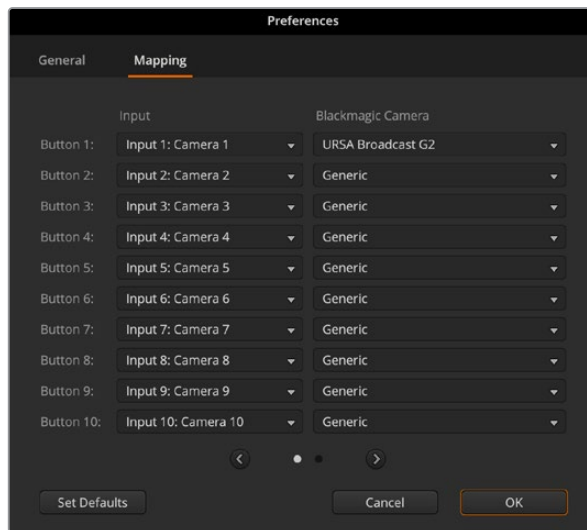 Preferences
General Mapping
Input Blackmagic Camera
Button 1: Input 1: Camera 1 URSA Broadcast G2
Button 2: Input 2: Camera 2 Generic
Button 3: Input 3: Camera 3 Generic
Button 4: Input 4: Camera 4 Generic
Button 5: Input 5: Camera 5 Generic
Button 6: Input 6: Camera 6 Generic
Button 7: Input 7: Camera 7 Generic
Button 8: Input 8: Camera 8 Generic
Button 9: Input 9: Camera 9 Generic
Button 10: Input 10: Camera 10 Generic
Set Defaults Cancel OK